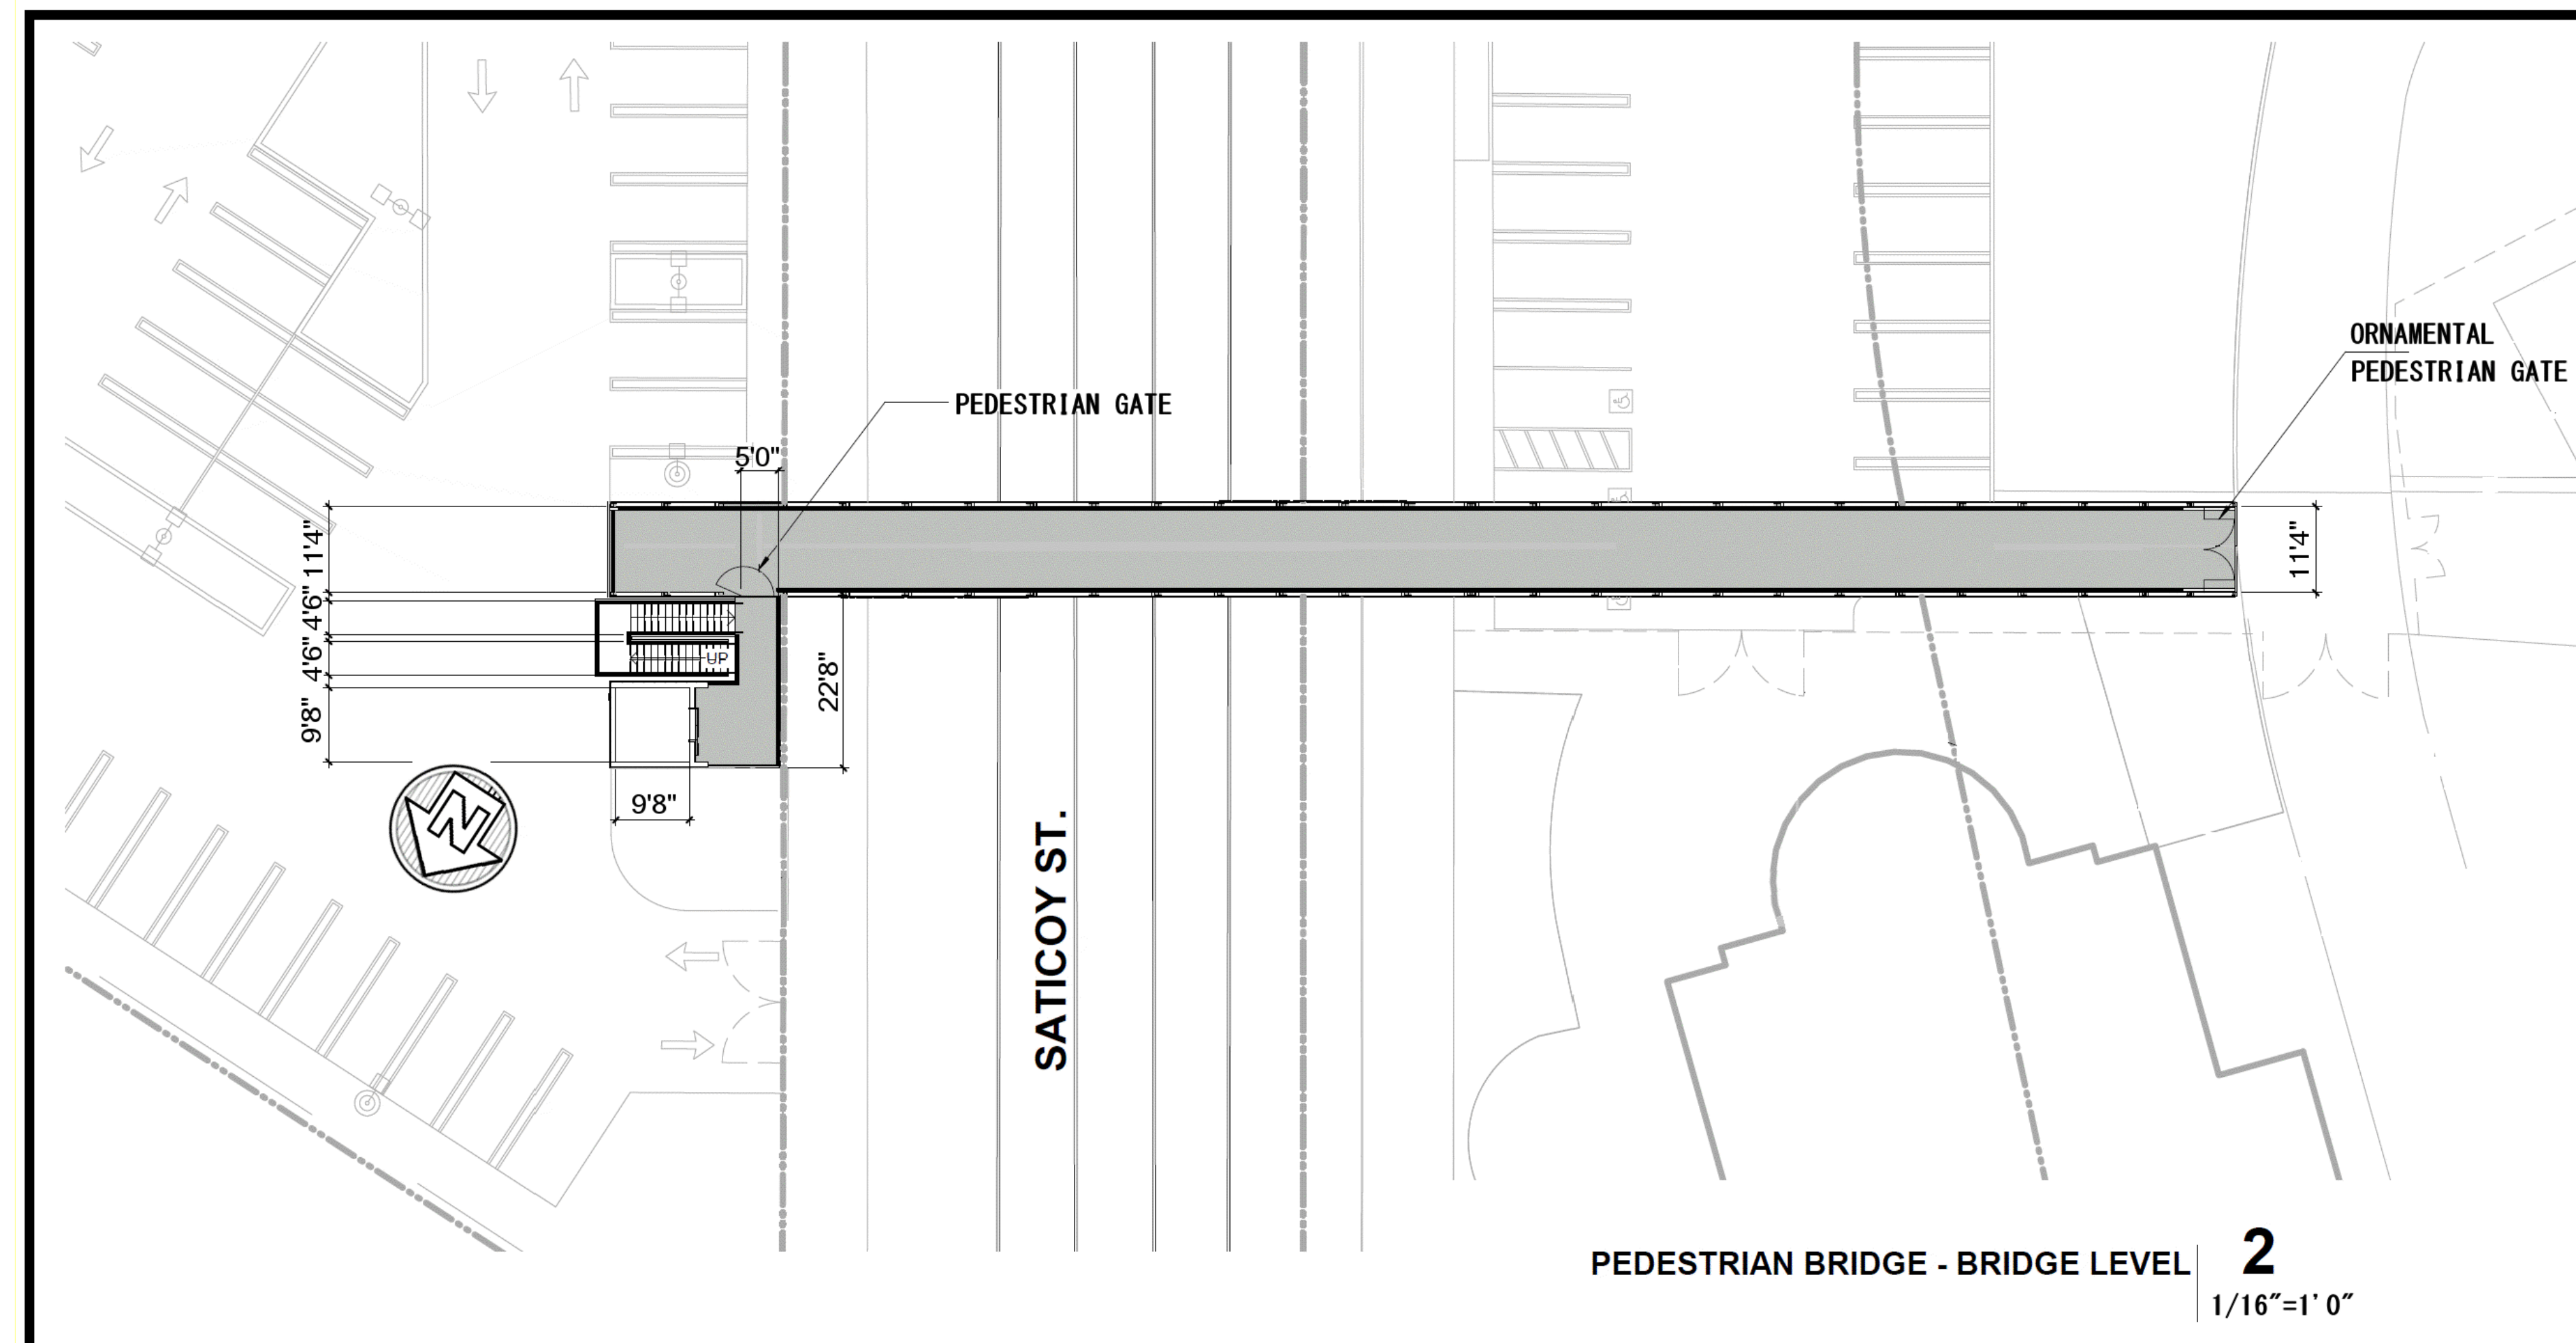 ORNAMENTAL
PEDESTRIAN GATE
PEDESTRIAN GATE
5'0"
11'4"
4'6"
4'6"
9'8"
11'4"
UP
22'8"
9'8"
N
SATICOY ST.
PEDESTRIAN BRIDGE - BRIDGE LEVEL
2
1/16"=1'0"